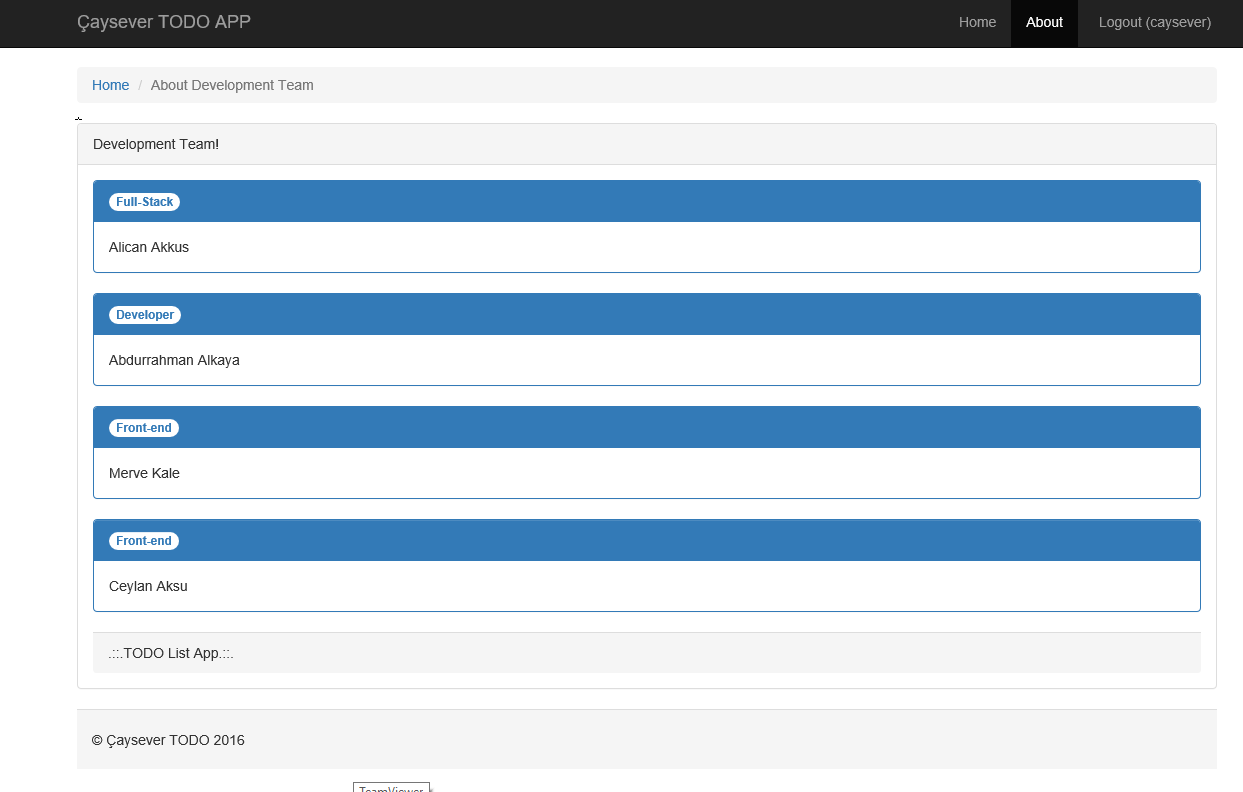 Çaysever TODO APP
Home
About
Logout (caysever)
Home / About Development Team
Development Team!
Full-Stack
Alican Akkus
Developer
Abdurrahman Alkaya
Front-end
Merve Kale
Front-end
Ceylan Aksu
.::.TODO List App.::.
© Çaysever TODO 2016
TeamViewer